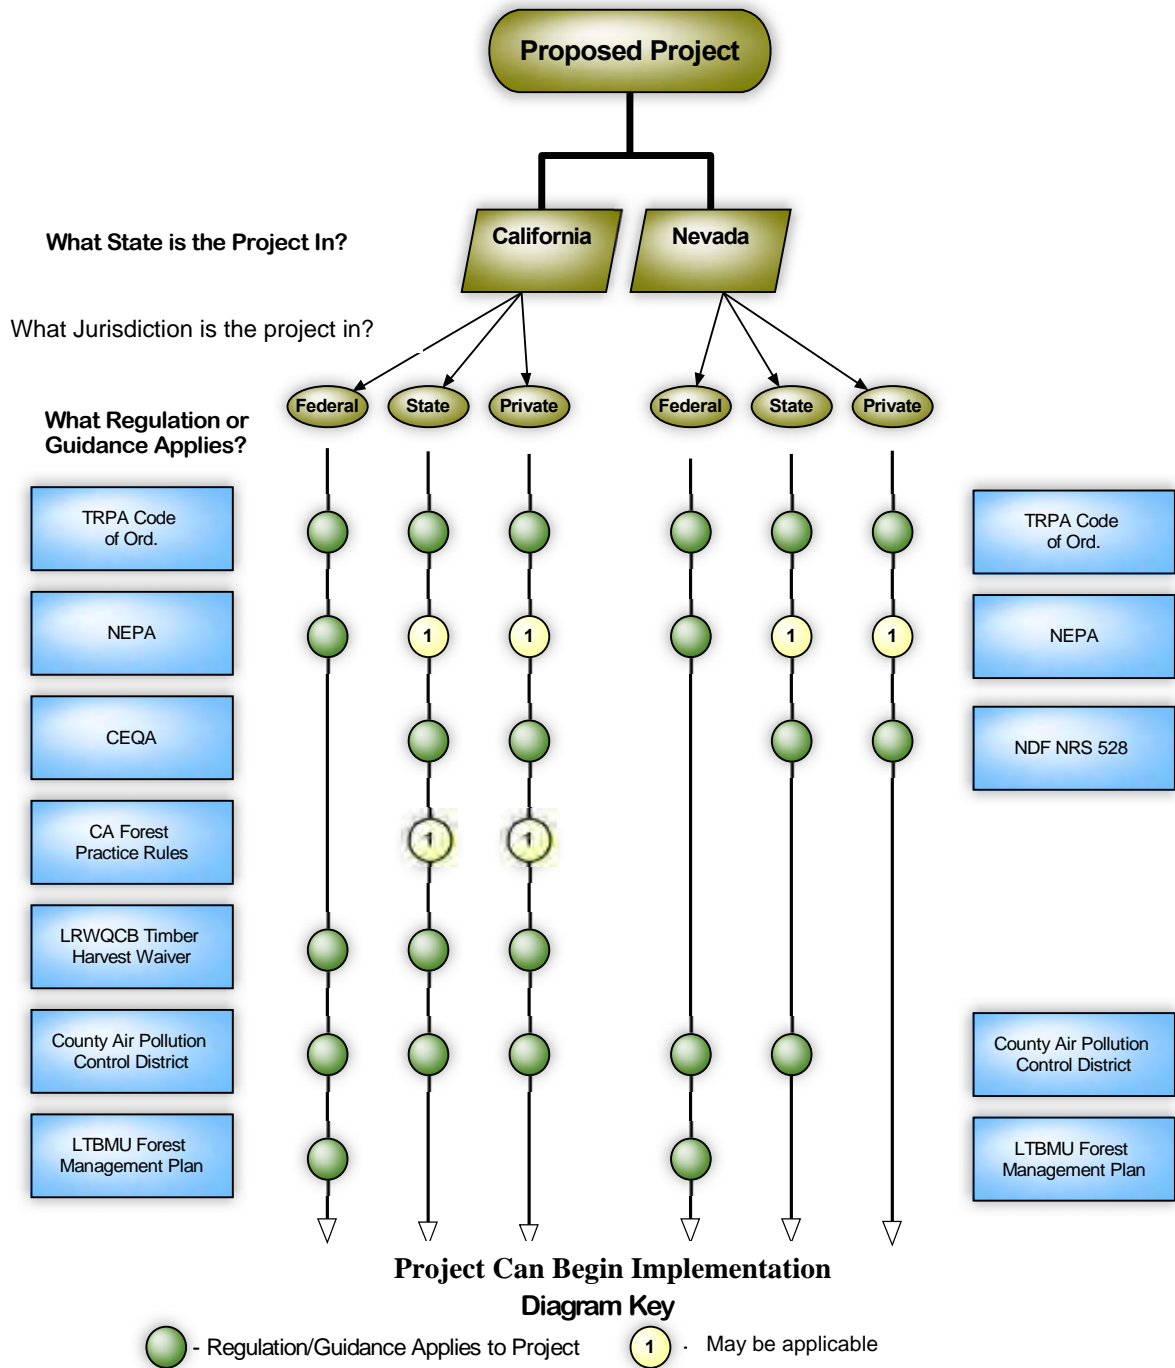 Proposed Project
What State is the Project In?
California
Nevada
What Jurisdiction is the project in?
Federal
State
Private
Federal
State
Private
What Regulation or
Guidance Applies?
TRPA Code
of Ord.
TRPA Code
of Ord.
NEPA
1
1
1
1
NEPA
CEQA
NDF NRS 528
CA Forest
Practice Rules
1
1
LRWQCB Timber
Harvest Waiver
County Air Pollution
Control District
County Air Pollution
Control District
LTBMU Forest
Management Plan
LTBMU Forest
Management Plan
Project Can Begin Implementation
Diagram Key
- Regulation/Guidance Applies to Project
1 - May be applicable